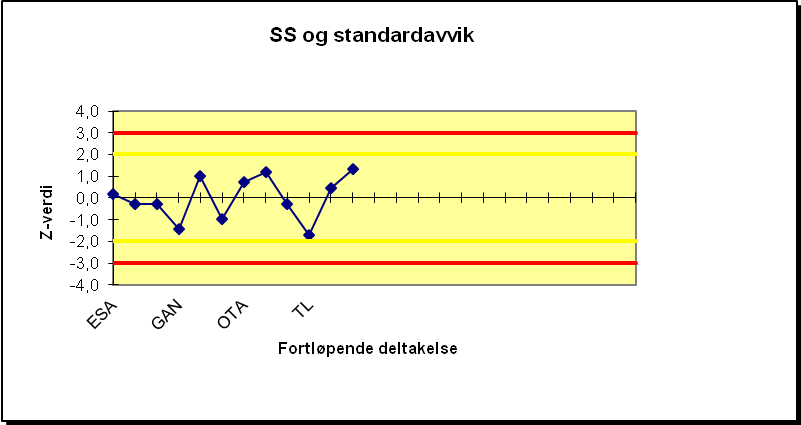 SS og standardavvik
4,0
3,0
2,0
1,0
0,0
-1,0
-2,0
-3,0
-4,0
Z-verdi
ESA GAN OTA TL
Fortløpende deltakelse